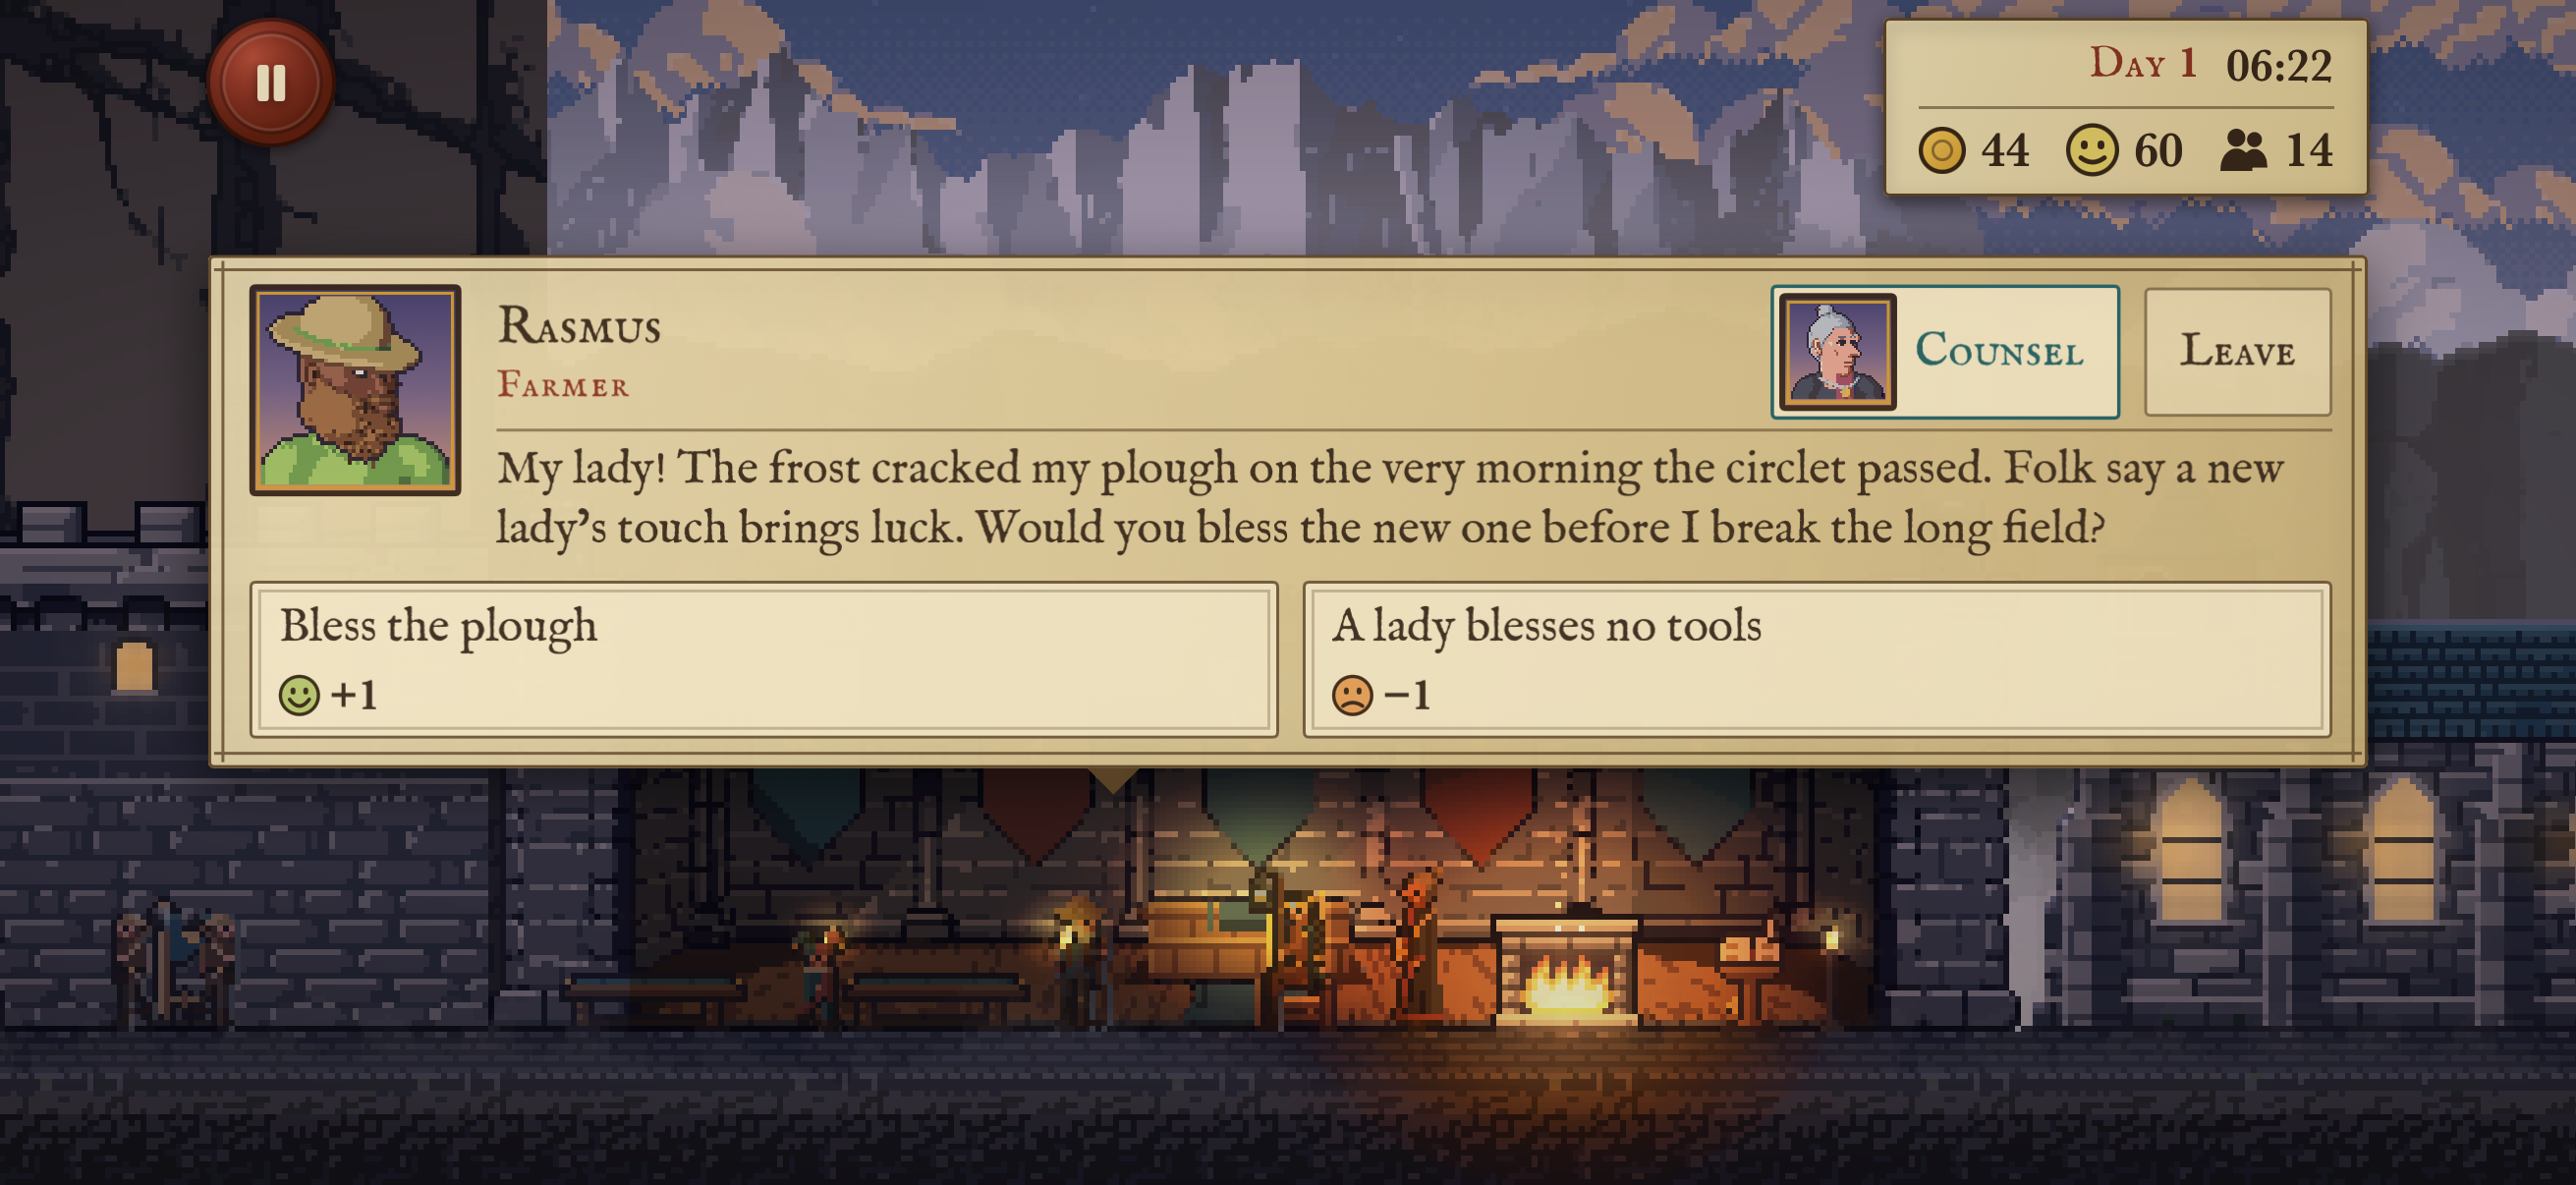 Day 1 06:22
44 60 14
Rasmus
Farmer
Counsel
Leave
My lady! The frost cracked my plough on the very morning the circlet passed. Folk say a new
lady’s touch brings luck. Would you bless the new one before I break the long field?
Bless the plough
+1
A lady blesses no tools
−1